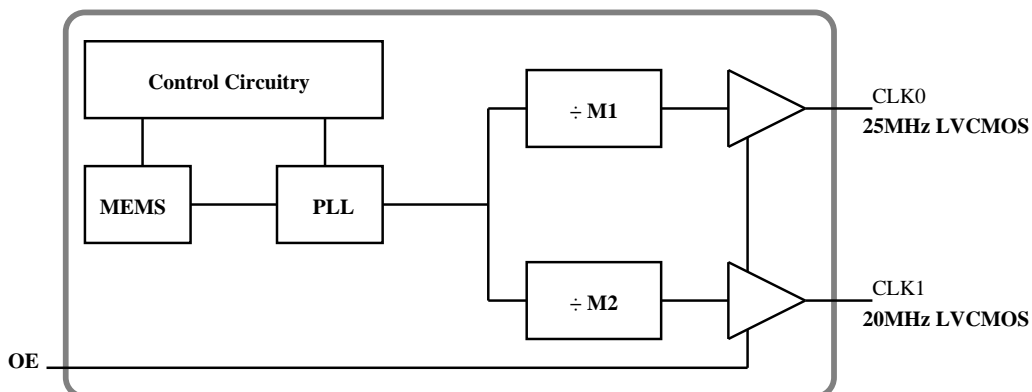 Control Circuitry
MEMS
PLL
÷ M1
÷ M2
CLK0
25MHz LVCMOS
CLK1
20MHz LVCMOS
OE